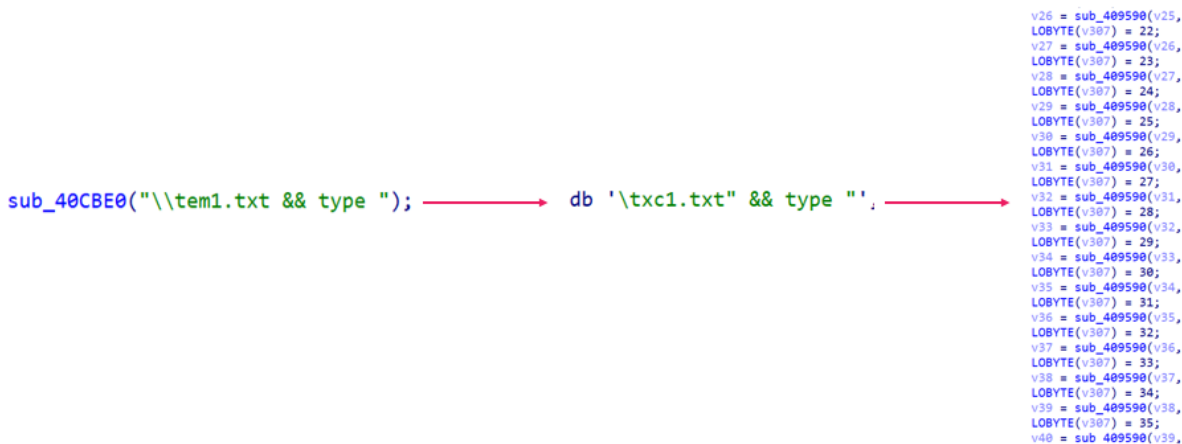 sub_40CBE0("\\tem1.txt && type ");
db '\txc1.txt" && type "',
v26 = sub_409590(v25,
LOBYTE(v307) = 22;
v27 = sub_409590(v26,
LOBYTE(v307) = 23;
v28 = sub_409590(v27,
LOBYTE(v307) = 24;
v29 = sub_409590(v28,
LOBYTE(v307) = 25;
v30 = sub_409590(v29,
LOBYTE(v307) = 26;
v31 = sub_409590(v30,
LOBYTE(v307) = 27;
v32 = sub_409590(v31,
LOBYTE(v307) = 28;
v33 = sub_409590(v32,
LOBYTE(v307) = 29;
v34 = sub_409590(v33,
LOBYTE(v307) = 30;
v35 = sub_409590(v34,
LOBYTE(v307) = 31;
v36 = sub_409590(v35,
LOBYTE(v307) = 32;
v37 = sub_409590(v36,
LOBYTE(v307) = 33;
v38 = sub_409590(v37,
LOBYTE(v307) = 34;
v39 = sub_409590(v38,
LOBYTE(v307) = 35;
v40 = sub_409590(v39,